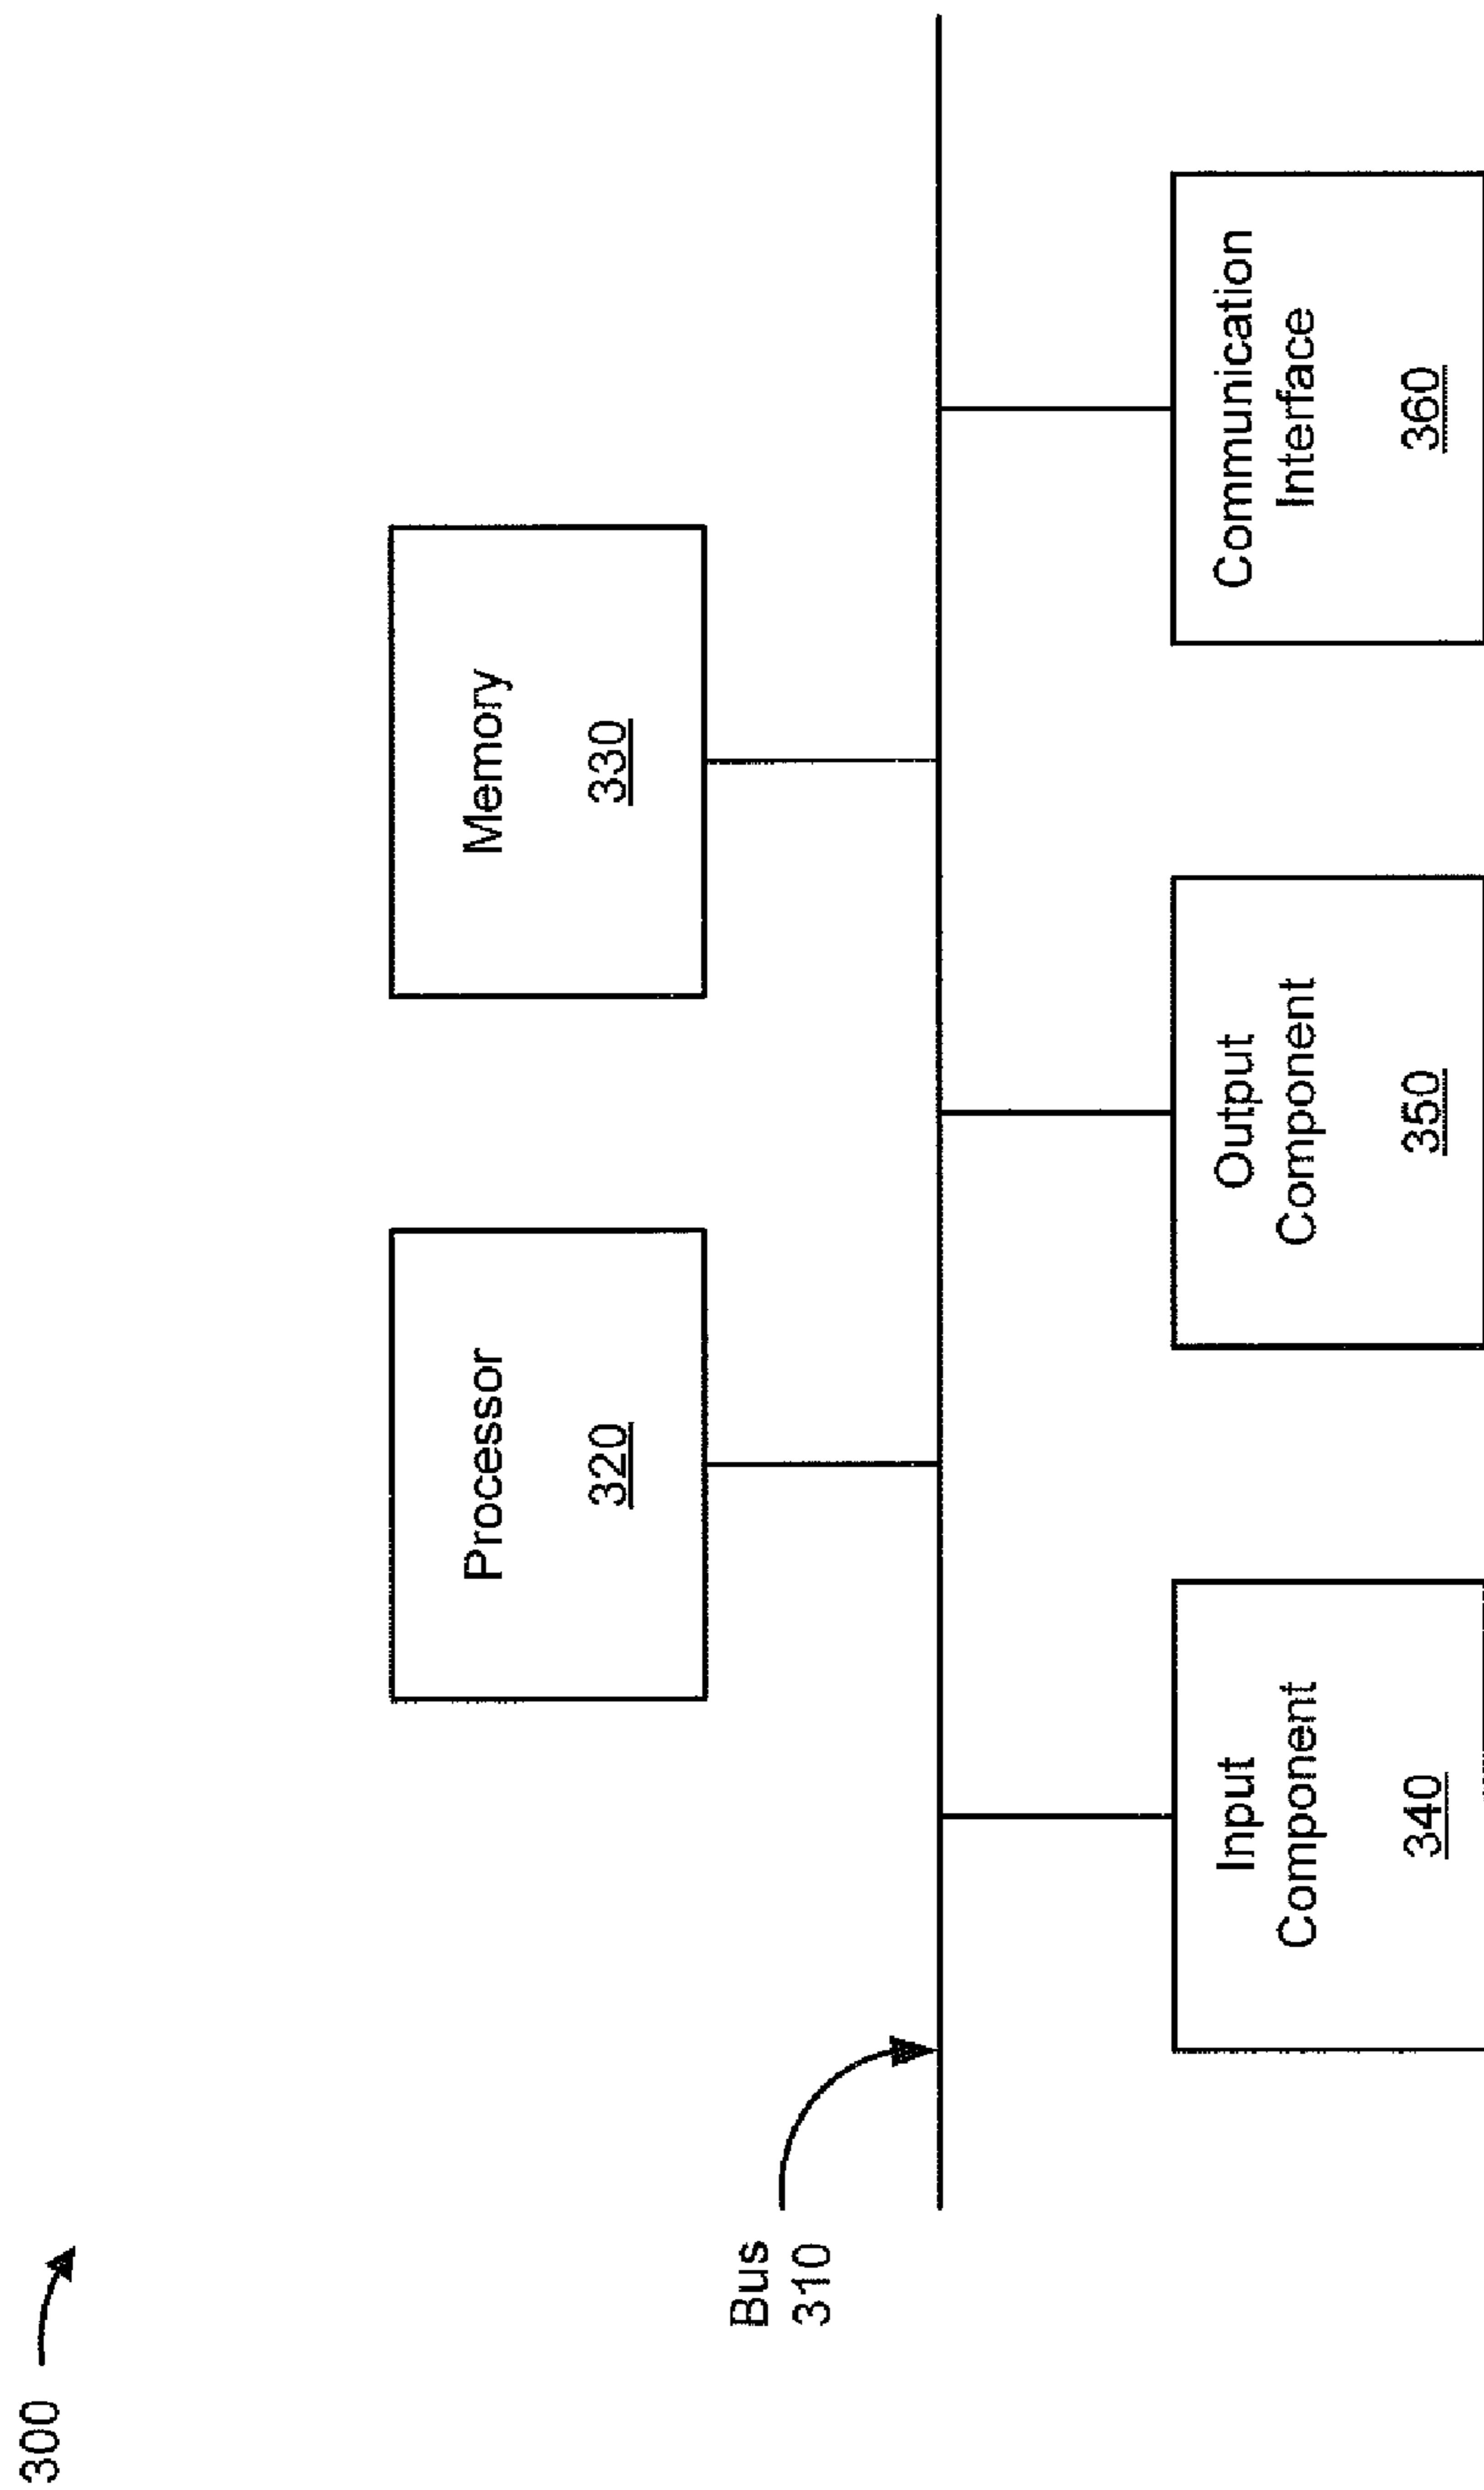 300
Bus
310
Processor
320
Memory
330
Input
Component
340
Output
Component
350
Communication
Interface
360